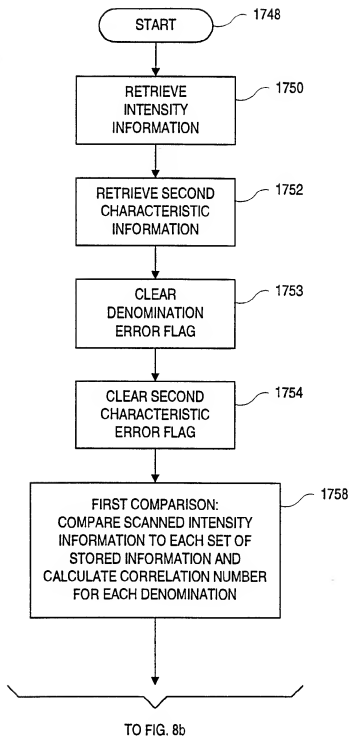 START
1748
RETRIEVE
INTENSITY
INFORMATION
1750
RETRIEVE SECOND
CHARACTERISTIC
INFORMATION
1752
CLEAR
DENOMINATION
ERROR FLAG
1753
CLEAR SECOND
CHARACTERISTIC
ERROR FLAG
1754
FIRST COMPARISON:
COMPARE SCANNED INTENSITY
INFORMATION TO EACH SET OF
STORED INFORMATION AND
CALCULATE CORRELATION NUMBER
FOR EACH DENOMINATION
1758
TO FIG. 8b